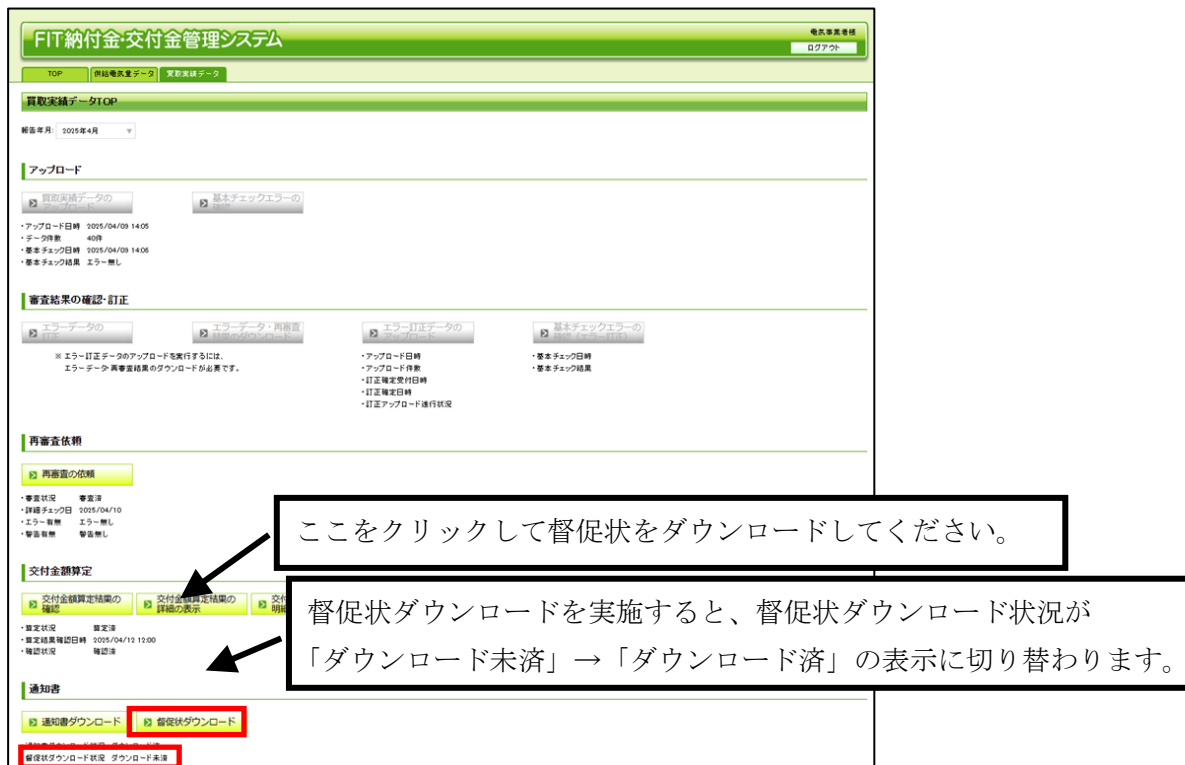 FIT納付金・交付金管理システム
電気事業者様
ログアウト
TOP 供給電気量データ 買取実績データ
買取実績データTOP
報告年月: 2025年4月
アップロード
買取実績データの
アップロード
基本チェックエラーの
確認
・アップロード日時 2025/04/09 14:05
・データ件数 40件
・基本チェック日時 2025/04/09 14:06
・基本チェック結果 エラー無し
審査結果の確認・訂正
エラーデータの
訂正
エラーデータ・再審査
結果のダウンロード
エラー訂正データの
アップロード
基本チェックエラーの
確認（エラー訂正）
※ エラー訂正データのアップロードを実行するには、
エラーデータ・再審査結果のダウンロードが必要です。
・アップロード日時
・アップロード件数
・訂正確定受付日時
・訂正確定日時
・訂正アップロード進行状況
・基本チェック日時
・基本チェック結果
再審査依頼
再審査の依頼
・審査状況 審査済
・詳細チェック日 2025/04/10
・エラー有無 エラー無し
・警告有無 警告無し
ここをクリックして督促状をダウンロードしてください。
交付金額算定
交付金額算定結果の
確認
交付金額算定結果の
詳細の表示
・算定状況 算定済
・算定結果確認日時 2025/04/12 12:00
・確認状況 確認済
督促状ダウンロードを実施すると、督促状ダウンロード状況が
「ダウンロード未済」→「ダウンロード済」の表示に切り替わります。
通知書
通知書ダウンロード
督促状ダウンロード
督促状ダウンロード状況 ダウンロード未済